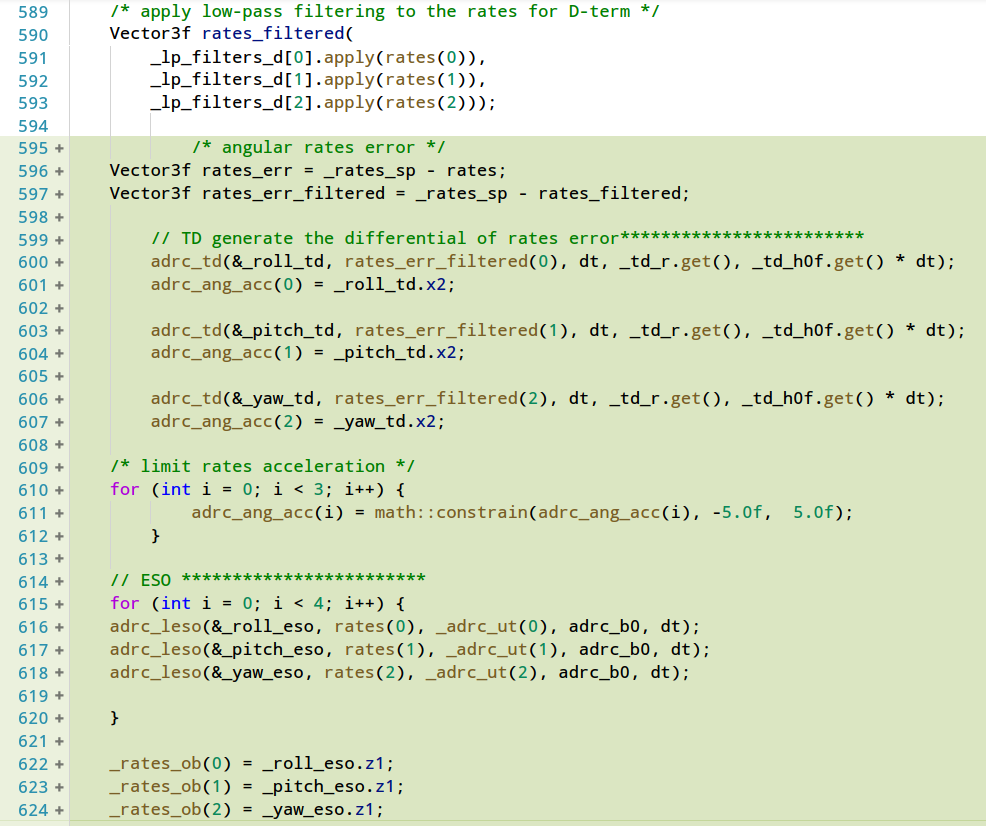 589 /* apply low-pass filtering to the rates for D-term */
590 Vector3f rates_filtered(
591 _lp_filters_d[0].apply(rates(0)),
592 _lp_filters_d[1].apply(rates(1)),
593 _lp_filters_d[2].apply(rates(2)));
594
595 + /* angular rates error */
596 + Vector3f rates_err = _rates_sp - rates;
597 + Vector3f rates_err_filtered = _rates_sp - rates_filtered;
598 +
599 + // TD generate the differential of rates error************************
600 + adrc_td(&_roll_td, rates_err_filtered(0), dt, _td_r.get(), _td_h0f.get() * dt);
601 + adrc_ang_acc(0) = _roll_td.x2;
602 +
603 + adrc_td(&_pitch_td, rates_err_filtered(1), dt, _td_r.get(), _td_h0f.get() * dt);
604 + adrc_ang_acc(1) = _pitch_td.x2;
605 +
606 + adrc_td(&_yaw_td, rates_err_filtered(2), dt, _td_r.get(), _td_h0f.get() * dt);
607 + adrc_ang_acc(2) = _yaw_td.x2;
608 +
609 + /* limit rates acceleration */
610 + for (int i = 0; i < 3; i++) {
611 + adrc_ang_acc(i) = math::constrain(adrc_ang_acc(i), -5.0f,  5.0f);
612 + }
613 +
614 + // ESO ************************
615 + for (int i = 0; i < 4; i++) {
616 + adrc_leso(&_roll_eso, rates(0), _adrc_ut(0), adrc_b0, dt);
617 + adrc_leso(&_pitch_eso, rates(1), _adrc_ut(1), adrc_b0, dt);
618 + adrc_leso(&_yaw_eso, rates(2), _adrc_ut(2), adrc_b0, dt);
619 +
620 + }
621 +
622 + _rates_ob(0) = _roll_eso.z1;
623 + _rates_ob(1) = _pitch_eso.z1;
624 + _rates_ob(2) = _yaw_eso.z1;